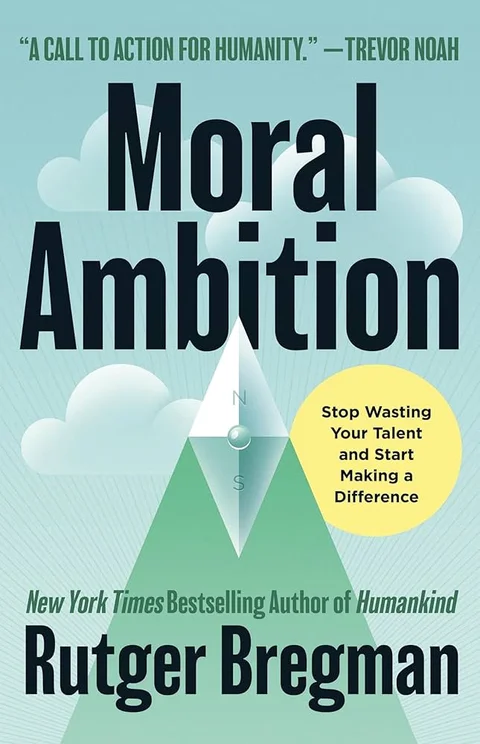 “A CALL TO ACTION FOR HUMANITY.” —TREVOR NOAH
Moral
Ambition
N
S
Stop Wasting
Your Talent
and Start
Making a
Difference
New York Times Bestselling Author of Humankind
Rutger Bregman